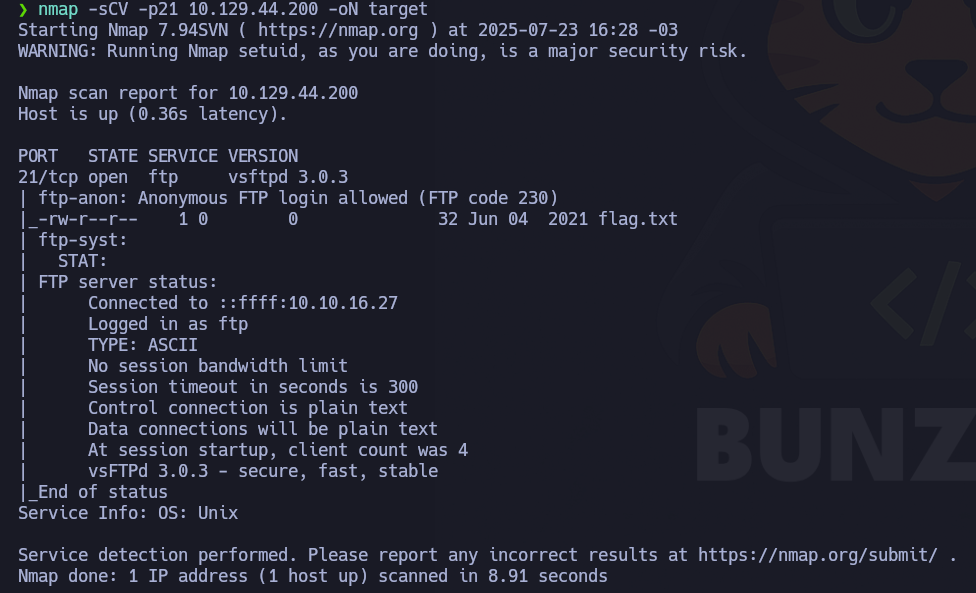 ❯ nmap -sCV -p21 10.129.44.200 -oN target
Starting Nmap 7.94SVN ( https://nmap.org ) at 2025-07-23 16:28 -03
WARNING: Running Nmap setuid, as you are doing, is a major security risk.

Nmap scan report for 10.129.44.200
Host is up (0.36s latency).

PORT   STATE SERVICE VERSION
21/tcp open  ftp     vsftpd 3.0.3
| ftp-anon: Anonymous FTP login allowed (FTP code 230)
|_-rw-r--r--    1 0        0              32 Jun 04  2021 flag.txt
| ftp-syst:
|   STAT:
| FTP server status:
|      Connected to ::ffff:10.10.16.27
|      Logged in as ftp
|      TYPE: ASCII
|      No session bandwidth limit
|      Session timeout in seconds is 300
|      Control connection is plain text
|      Data connections will be plain text
|      At session startup, client count was 4
|      vsFTPd 3.0.3 - secure, fast, stable
|_End of status
Service Info: OS: Unix

Service detection performed. Please report any incorrect results at https://nmap.org/submit/ .
Nmap done: 1 IP address (1 host up) scanned in 8.91 seconds
<//
BUNZ